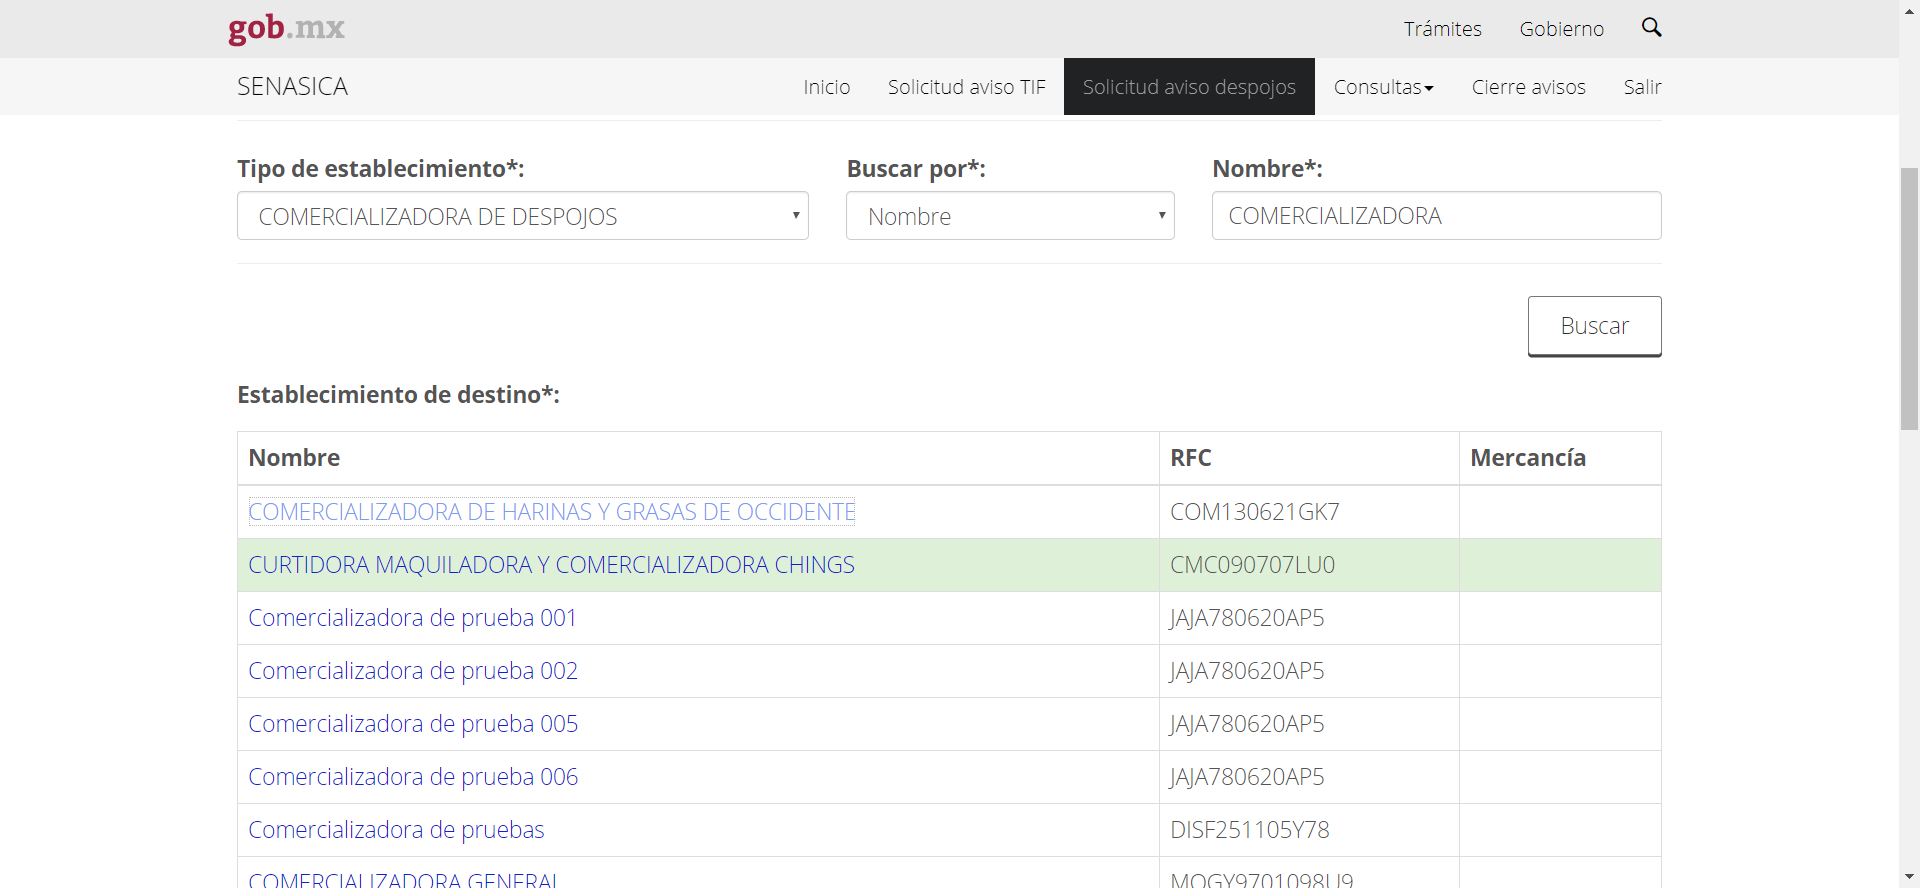 gob.mx
Trámites Gobierno
SENASICA Inicio Solicitud aviso TIF Solicitud aviso despojos Consultas Cierre avisos Salir
Tipo de establecimiento*: Buscar por*: Nombre*:
COMERCIALIZADORA DE DESPOJOS Nombre COMERCIALIZADORA
Buscar
Establecimiento de destino*:
Nombre RFC Mercancía
COMERCIALIZADORA DE HARINAS Y GRASAS DE OCCIDENTE COM130621GK7
CURTIDORA MAQUILADORA Y COMERCIALIZADORA CHINGS CMC090707LU0
Comercializadora de prueba 001 JAJA780620AP5
Comercializadora de prueba 002 JAJA780620AP5
Comercializadora de prueba 005 JAJA780620AP5
Comercializadora de prueba 006 JAJA780620AP5
Comercializadora de pruebas DISF251105Y78
COMERCIALIZADORA GENERAL MOGY9701098U9